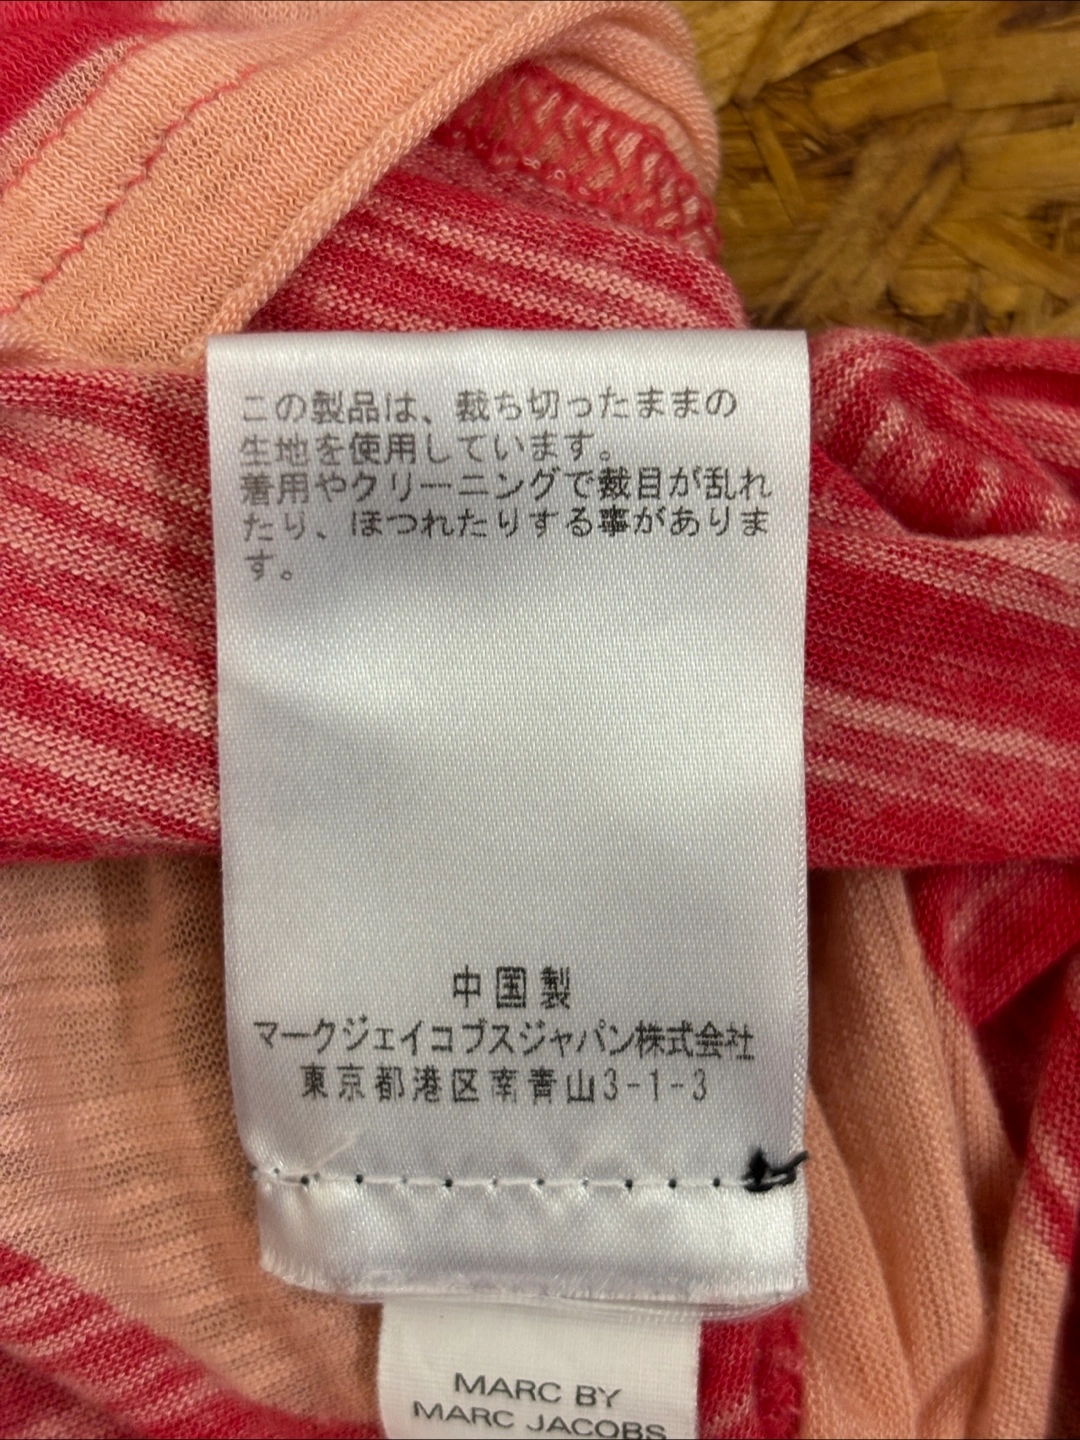 この製品は、裁ち切ったままの
生地を使用しています。
着用やクリーニングで裁目が乱れ
たり、ほつれたりする事がありま
す。
中国製
マークジェイコブスジャパン株式会社
東京都港区南青山3-1-3
MARC BY
MARC JACOBS